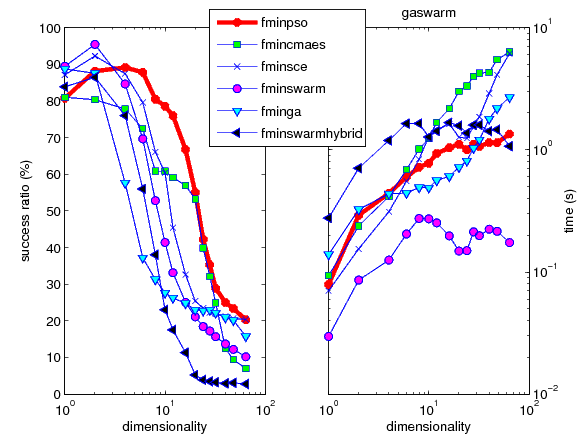 gaswarm
fminpso
fmincmaes
fminsce
fminswarm
fminga
fminswarmhybrid
success ratio (%)
100
90
80
70
60
50
40
30
20
10
0
10^0
10^1
10^2
dimensionality
10^1
10^0
10^-1
10^-2
time (s)
10^0
10^1
10^2
dimensionality